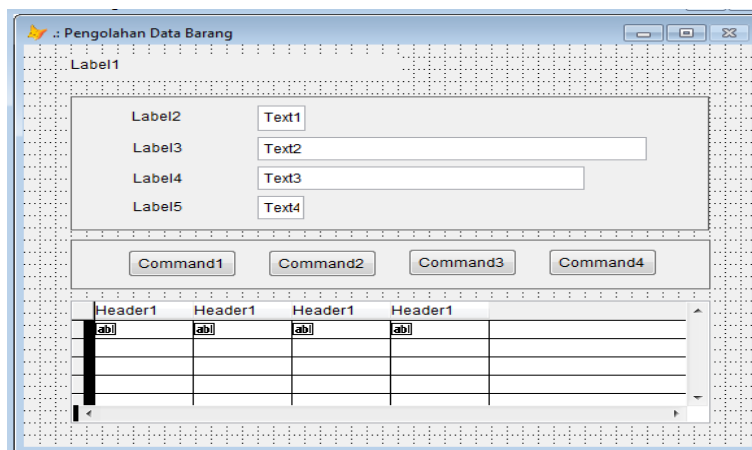 .: Pengolahan Data Barang
Label1
Label2 Text1
Label3 Text2
Label4 Text3
Label5 Text4
Command1 Command2 Command3 Command4
Header1 Header1 Header1 Header1
abl abl abl abl